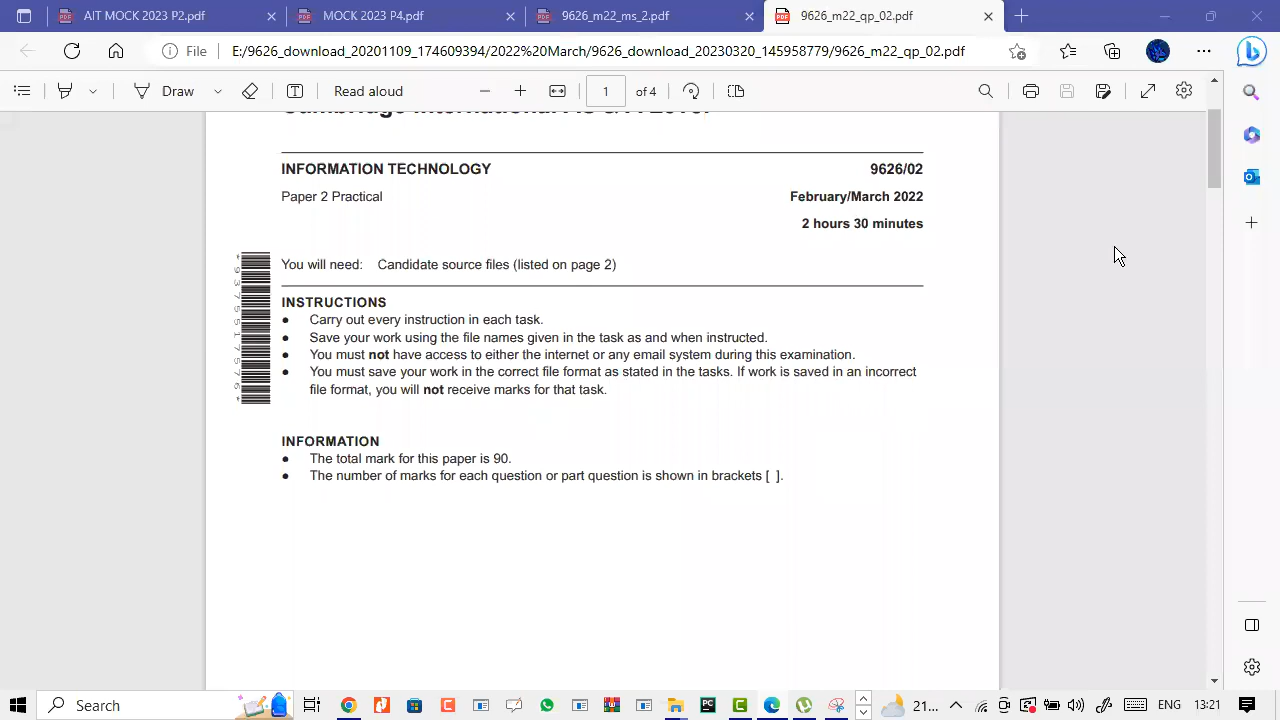 AIT MOCK 2023 P2.pdf
MOCK 2023 P4.pdf
9626_m22_ms_2.pdf
9626_m22_qp_02.pdf
File
E:/9626_download_20201109_174609394/2022%20March/9626_download_20230320_145958779/9626_m22_qp_02.pdf
Draw
Read aloud
1
of 4
INFORMATION TECHNOLOGY 9626/02
Paper 2 Practical February/March 2022
2 hours 30 minutes
You will need: Candidate source files (listed on page 2)
INSTRUCTIONS
● Carry out every instruction in each task.
● Save your work using the file names given in the task as and when instructed.
● You must not have access to either the internet or any email system during this examination.
● You must save your work in the correct file format as stated in the tasks. If work is saved in an incorrect
file format, you will not receive marks for that task.
INFORMATION
● The total mark for this paper is 90.
● The number of marks for each question or part question is shown in brackets [ ].
Search
21...
ENG
13:21